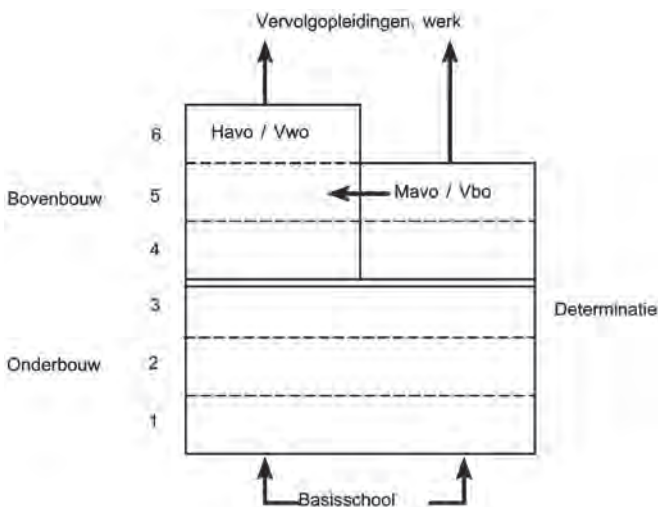 Vervolgopleidingen, werk
6
Havo / Vwo
Bovenbouw
5
Mavo / Vbo
4
3
Determinatie
Onderbouw
2
1
Basisschool